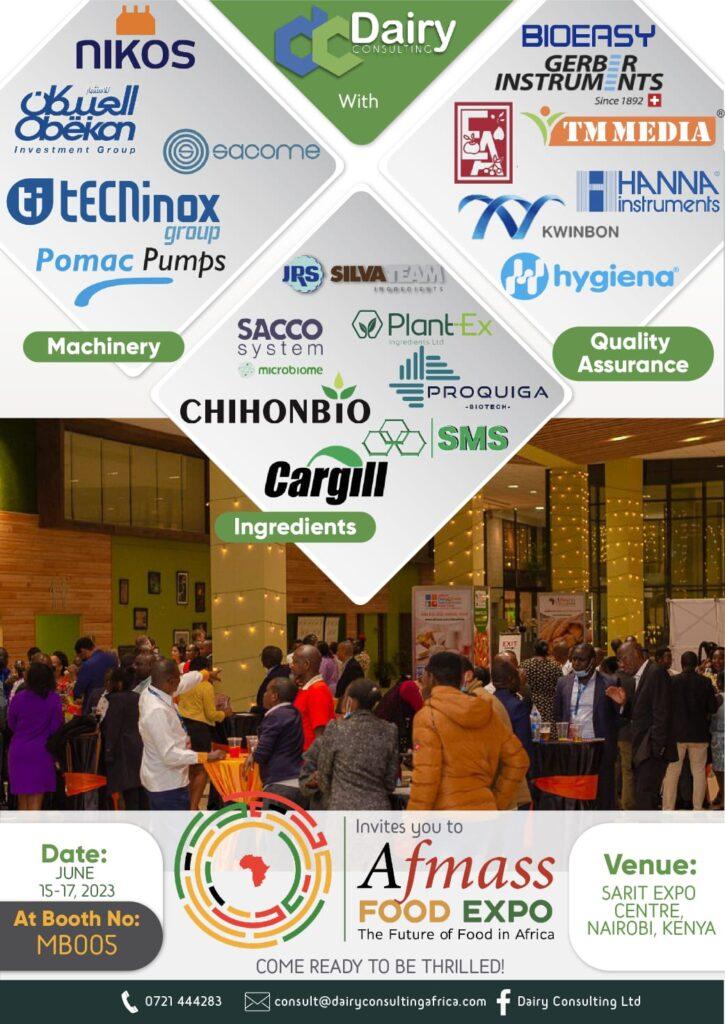 Dairy
CONSULTING
With
NIKOS
للاستثمار
العبيكان
Obēkan
Investment Group
sacome
tecninox
group
Pomac Pumps
Machinery
BIOEASY
GERBER
INSTRUMENTS
Since 1892
TM MEDIA
HANNA
instruments
KWINBON
hygiena
Quality
Assurance
JRS SILVATEAM
INGREDIENTS
SACCO
system
microbiome
Plant-Ex
Ingredients Ltd
PROQUIGA
-BIOTECH-
CHIHONBIO
SMS
Cargill
Ingredients
EXIT
Date:
JUNE
15-17, 2023
At Booth No:
MB005
Invites you to
Afmass
FOOD EXPO
The Future of Food in Africa
COME READY TO BE THRILLED!
Venue:
SARIT EXPO
CENTRE,
NAIROBI, KENYA
0721 444283 consult@dairyconsultingafrica.com Dairy Consulting Ltd